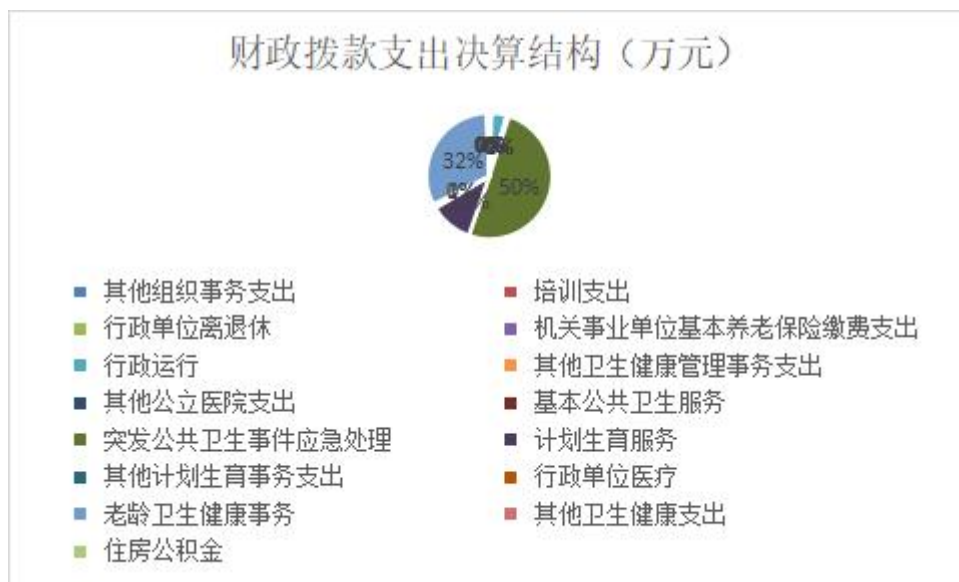 财政拨款支出决算结构（万元）
32%
50%
其他组织事务支出
培训支出
行政单位离退休
机关事业单位基本养老保险缴费支出
行政运行
其他卫生健康管理事务支出
其他公立医院支出
基本公共卫生服务
突发公共卫生事件应急处理
计划生育服务
其他计划生育事务支出
行政单位医疗
老龄卫生健康事务
其他卫生健康支出
住房公积金